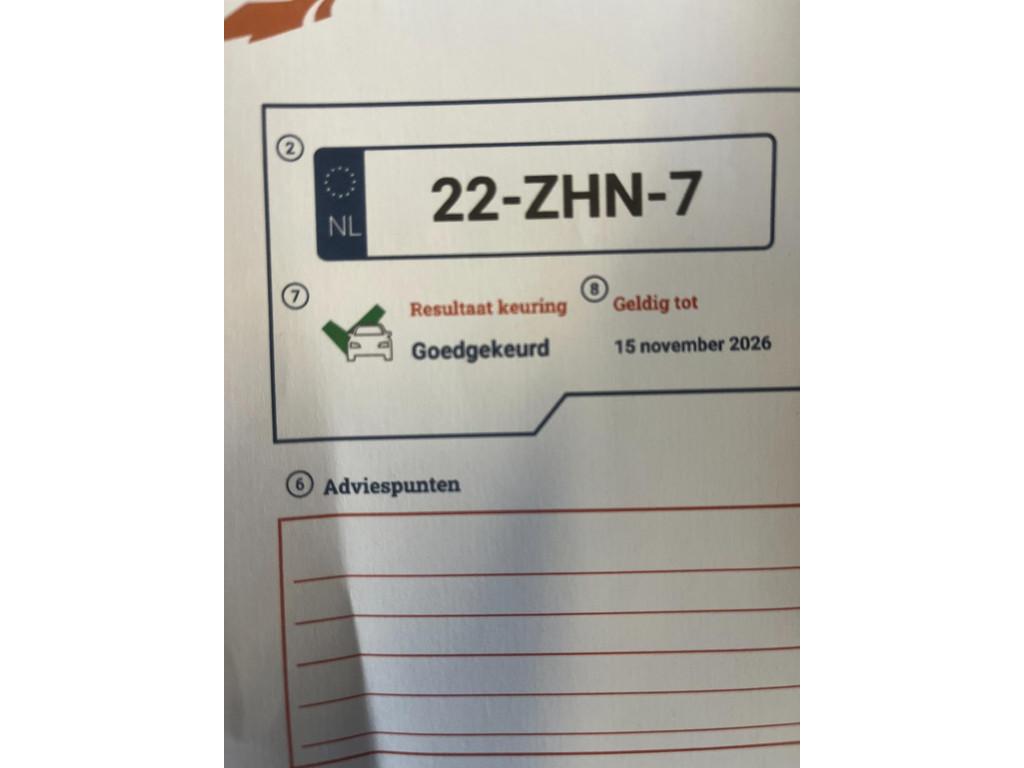 2
NL
22-ZHN-7
7
Resultaat keuring
8
Geldig tot
Goedgekeurd
15 november 2026
6
Adviespunten